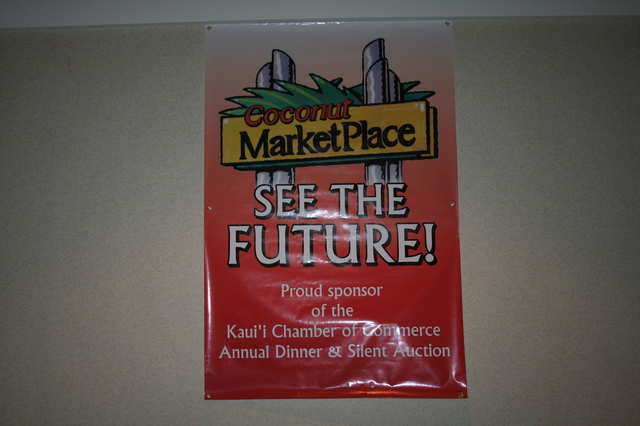 Coconut
MarketPlace
SEE THE
FUTURE!
Proud sponsor
of the
Kaui'i Chamber of Commerce
Annual Dinner & Silent Auction